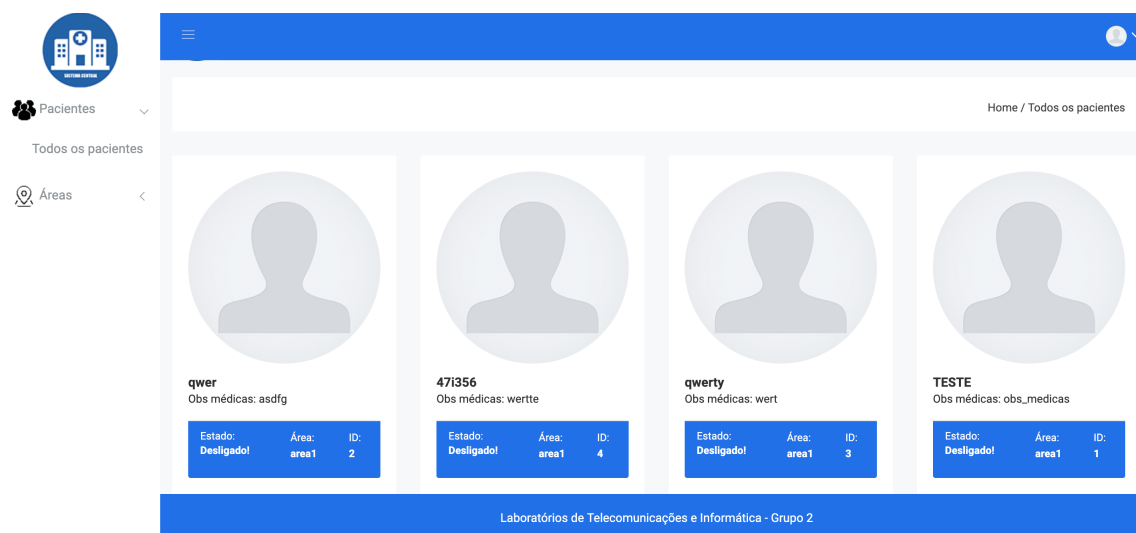 SISTEMA CENTRAL
Pacientes
Todos os pacientes
Áreas
Home / Todos os pacientes
qwer
Obs médicas: asdfg
Estado: Área: ID:
Desligado! area1 2
47i356
Obs médicas: wertte
Estado: Área: ID:
Desligado! area1 4
qwerty
Obs médicas: wert
Estado: Área: ID:
Desligado! area1 3
TESTE
Obs médicas: obs_medicas
Estado: Área: ID:
Desligado! area1 1
Laboratórios de Telecomunicações e Informática - Grupo 2